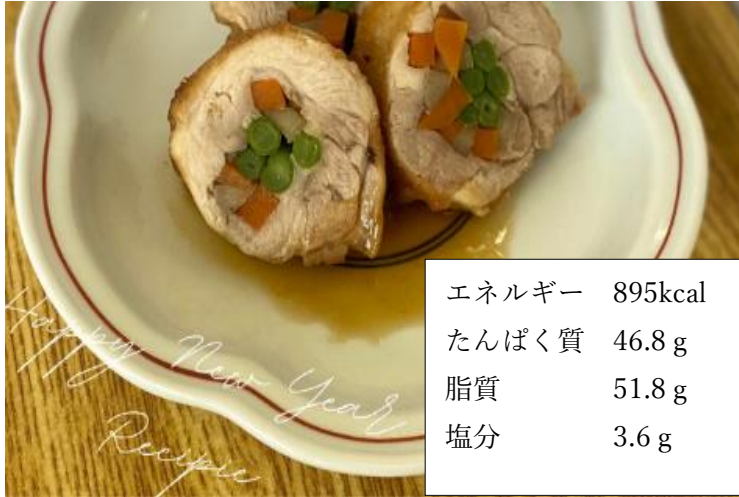 エネルギー 895kcal
たんぱく質 46.8 g
脂質 51.8 g
塩分 3.6 g
Happy New Year
Recipie